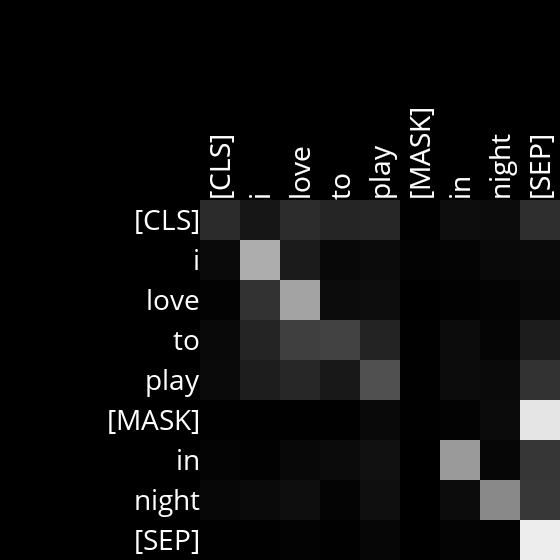 [CLS] i love to play [MASK] in night [SEP]
[CLS]
i
love
to
play
[MASK]
in
night
[SEP]